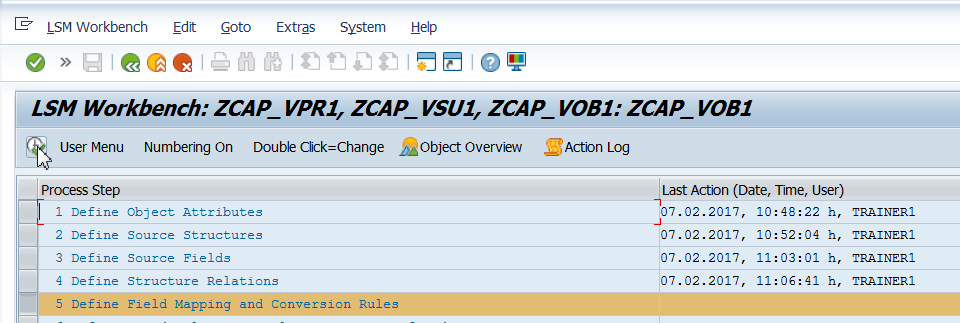 LSM Workbench Edit Goto Extras System Help
LSM Workbench: ZCAP_VPR1, ZCAP_VSU1, ZCAP_VOB1: ZCAP_VOB1
User Menu Numbering On Double Click=Change Object Overview Action Log
Process Step Last Action (Date, Time, User)
1 Define Object Attributes 07.02.2017, 10:48:22 h, TRAINER1
2 Define Source Structures 07.02.2017, 10:52:04 h, TRAINER1
3 Define Source Fields 07.02.2017, 11:03:01 h, TRAINER1
4 Define Structure Relations 07.02.2017, 11:06:41 h, TRAINER1
5 Define Field Mapping and Conversion Rules